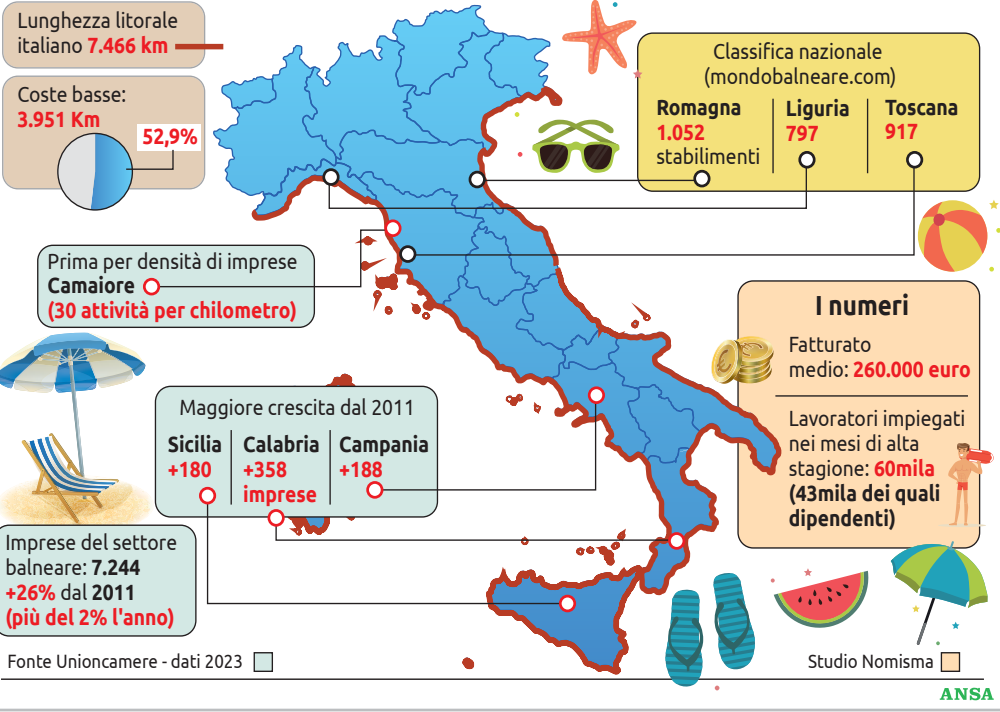 Lunghezza litorale
italiano 7.466 km
Coste basse:
3.951 Km
52,9%
Classifica nazionale
(mondobalneare.com)
Romagna
1.052
stabilimenti
Liguria
797
Toscana
917
Prima per densità di imprese
Camaiore
(30 attività per chilometro)
I numeri
Fatturato
medio: 260.000 euro
Lavoratori impiegati
nei mesi di alta
stagione: 60mila
(43mila dei quali
dipendenti)
Maggiore crescita dal 2011
Sicilia
+180
Calabria
+358
imprese
Campania
+188
Imprese del settore
balneare: 7.244
+26% dal 2011
(più del 2% l'anno)
Fonte Unioncamere - dati 2023
Studio Nomisma
ANSA